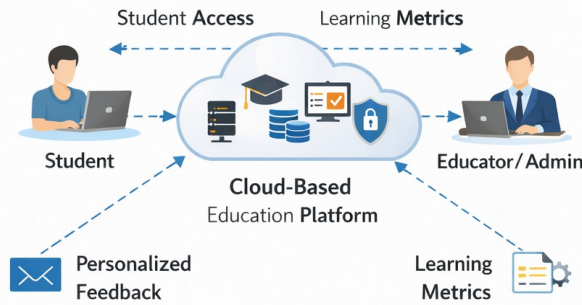 Student Access
Learning Metrics
Student
Educator/Admin
Cloud-Based
Education Platform
Personalized
Feedback
Learning
Metrics